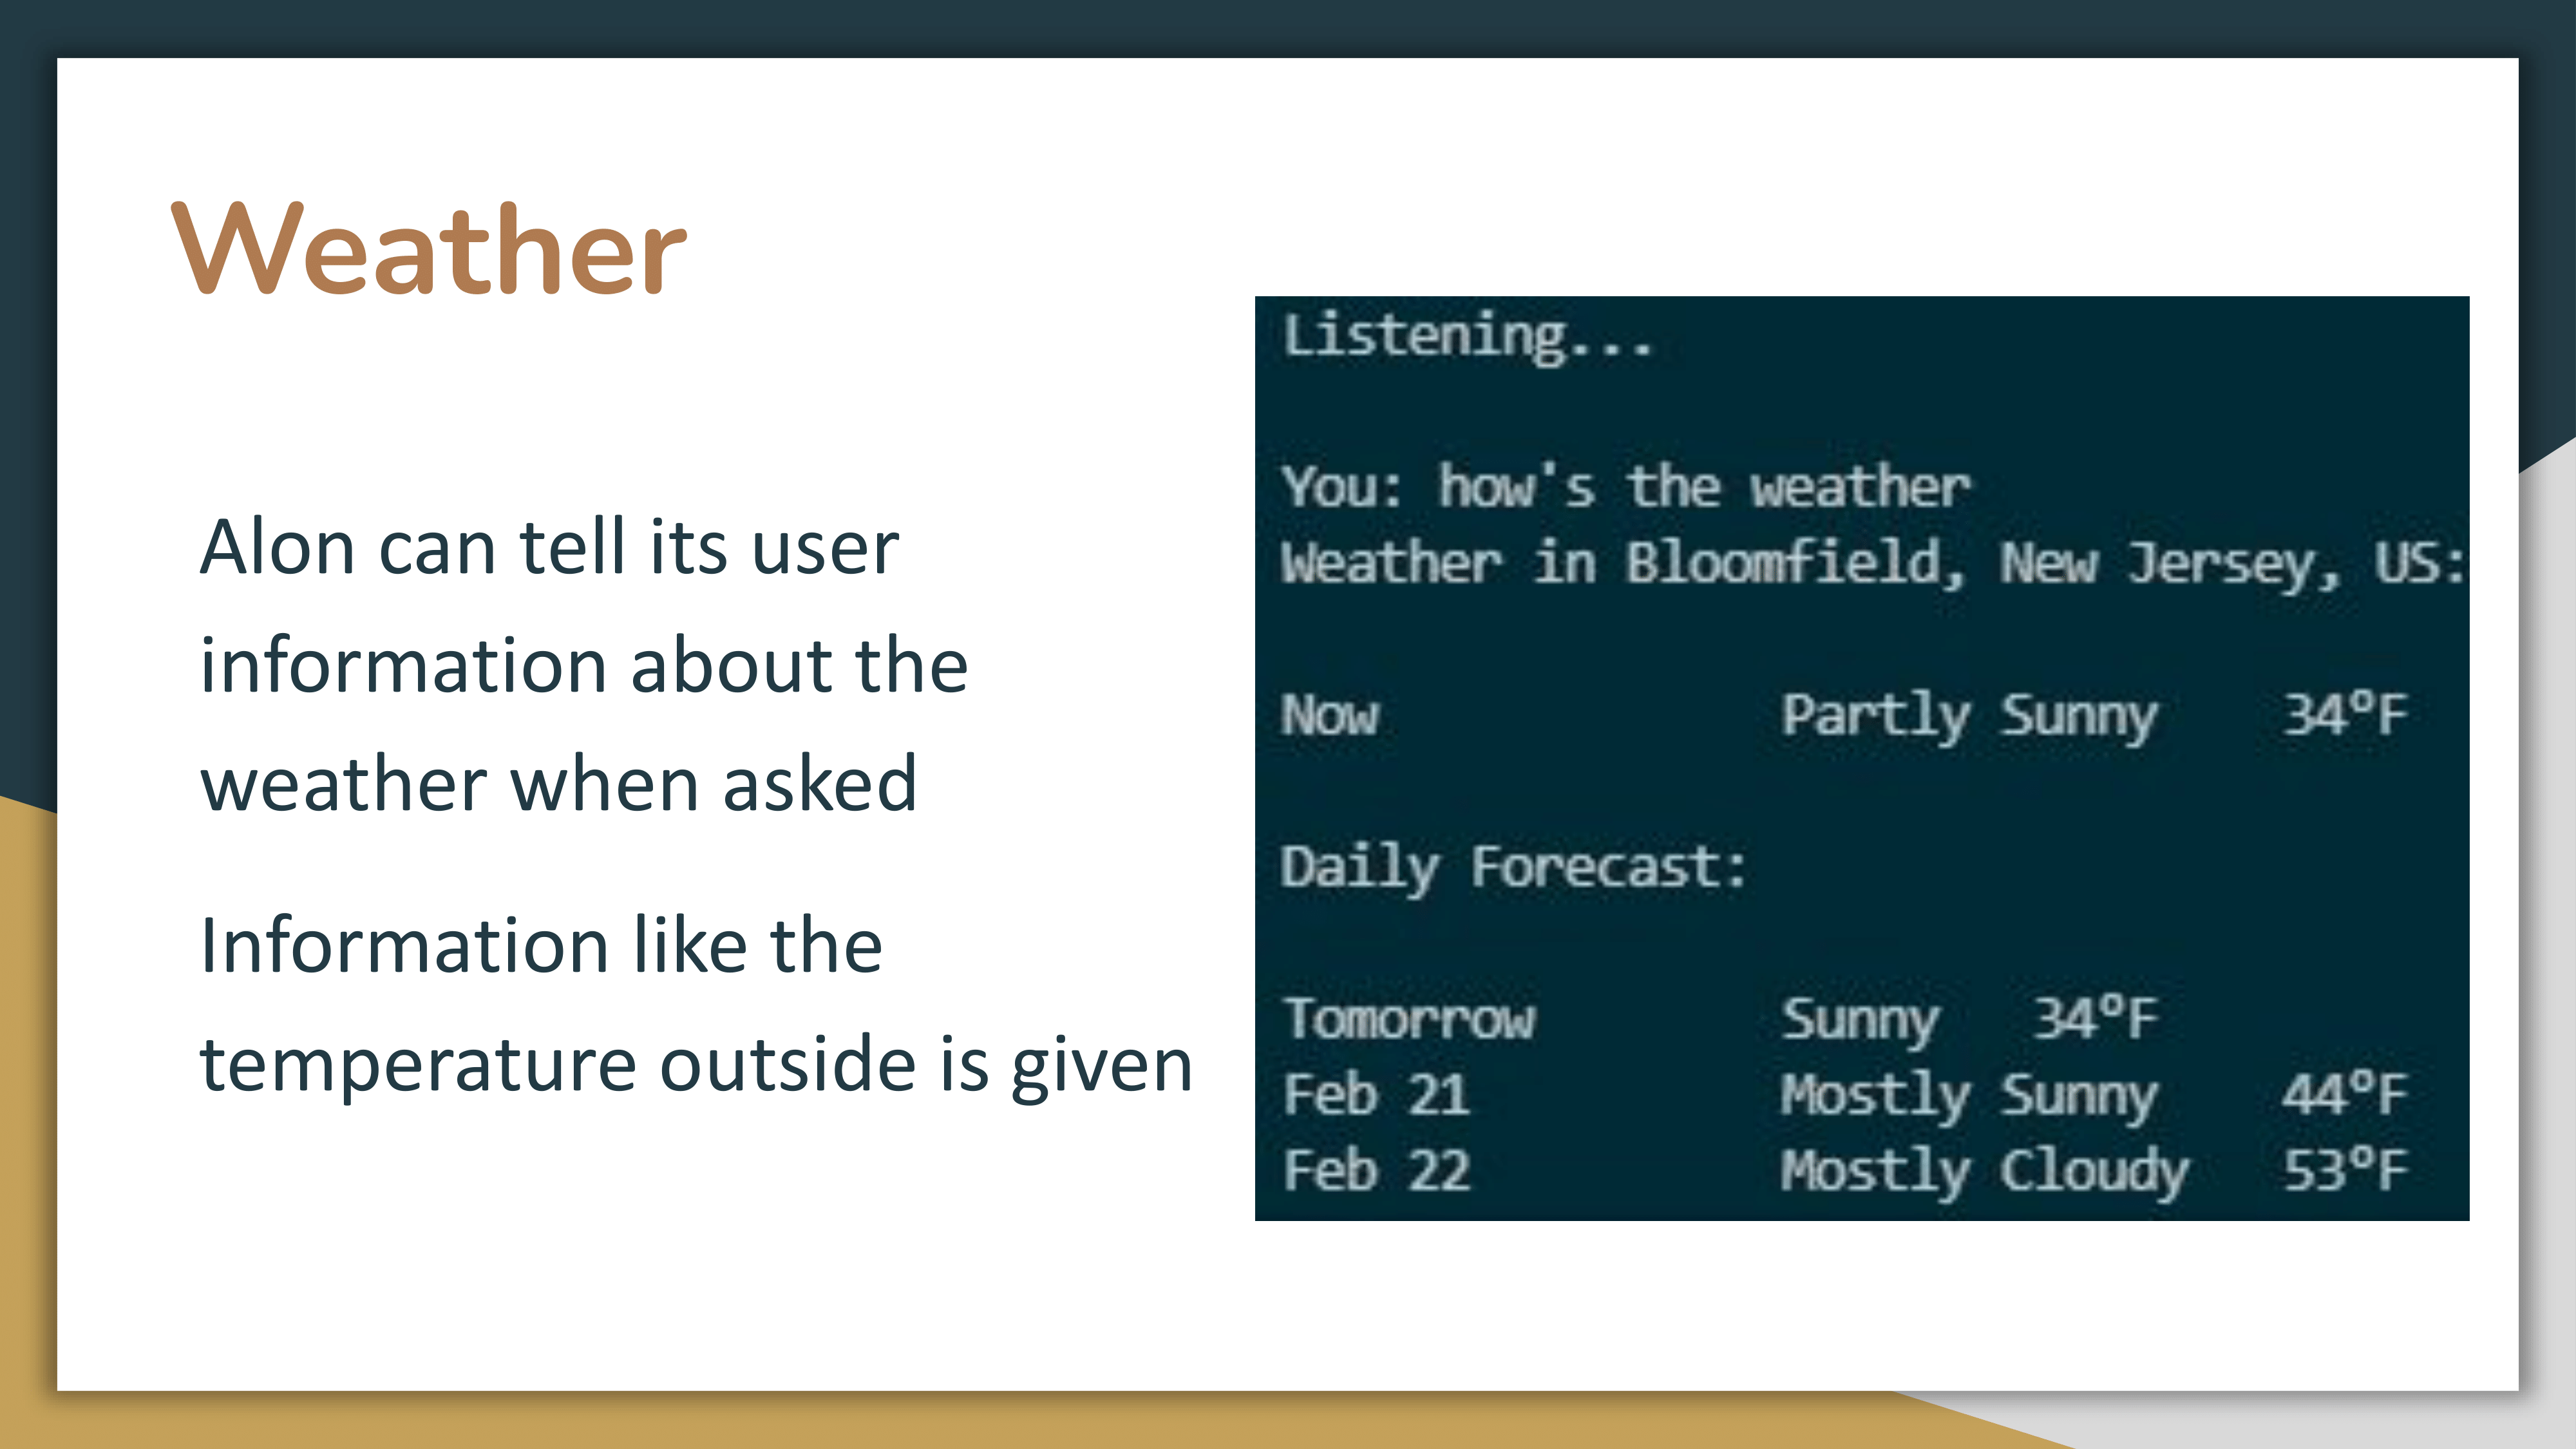 Weather
Alon can tell its user
information about the
weather when asked
Information like the
temperature outside is given
Listening...
You: how's the weather
Weather in Bloomfield, New Jersey, US:
Now Partly Sunny 34°F
Daily Forecast:
Tomorrow Sunny 34°F
Feb 21 Mostly Sunny 44°F
Feb 22 Mostly Cloudy 53°F